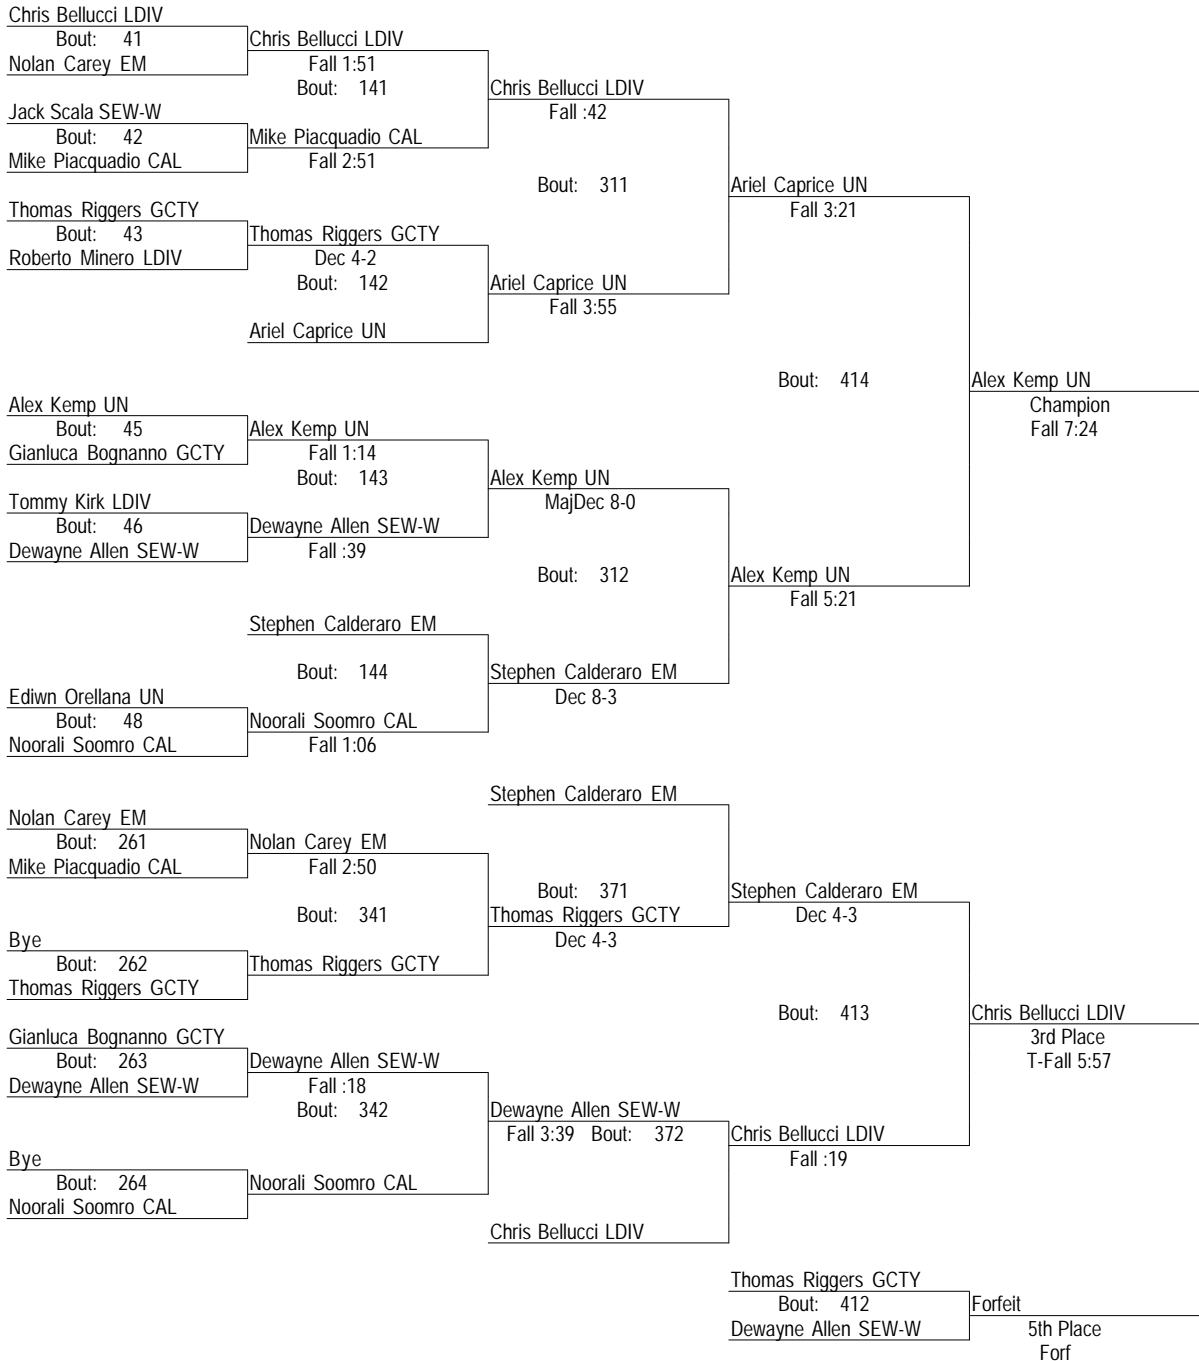 Chris Bellucci LDIV
Bout: 41
Nolan Carey EM
Chris Bellucci LDIV
Fall 1:51
Bout: 141
Jack Scala SEW-W
Bout: 42
Mike Piacquadio CAL
Mike Piacquadio CAL
Fall 2:51
Chris Bellucci LDIV
Fall :42
Bout: 311
Thomas Riggers GCTY
Bout: 43
Roberto Minero LDIV
Thomas Riggers GCTY
Dec 4-2
Bout: 142
Ariel Caprice UN
Ariel Caprice UN
Fall 3:55
Ariel Caprice UN
Fall 3:21
Bout: 414
Alex Kemp UN
Champion
Fall 7:24
Alex Kemp UN
Bout: 45
Gianluca Bognanno GCTY
Alex Kemp UN
Fall 1:14
Bout: 143
Tommy Kirk LDIV
Bout: 46
Dewayne Allen SEW-W
Dewayne Allen SEW-W
Fall :39
Alex Kemp UN
MajDec 8-0
Bout: 312
Alex Kemp UN
Fall 5:21
Stephen Calderaro EM
Bout: 144
Ediwn Orellana UN
Bout: 48
Noorali Soomro CAL
Noorali Soomro CAL
Fall 1:06
Stephen Calderaro EM
Dec 8-3
Stephen Calderaro EM
Nolan Carey EM
Bout: 261
Mike Piacquadio CAL
Nolan Carey EM
Fall 2:50
Bout: 341
Bye
Bout: 262
Thomas Riggers GCTY
Thomas Riggers GCTY
Bout: 371
Thomas Riggers GCTY
Dec 4-3
Stephen Calderaro EM
Dec 4-3
Bout: 413
Chris Bellucci LDIV
3rd Place
T-Fall 5:57
Gianluca Bognanno GCTY
Bout: 263
Dewayne Allen SEW-W
Dewayne Allen SEW-W
Fall :18
Bout: 342
Bye
Bout: 264
Noorali Soomro CAL
Noorali Soomro CAL
Dewayne Allen SEW-W
Fall 3:39 Bout: 372
Chris Bellucci LDIV
Fall :19
Chris Bellucci LDIV
Thomas Riggers GCTY
Bout: 412
Dewayne Allen SEW-W
Forfeit
5th Place
Forf